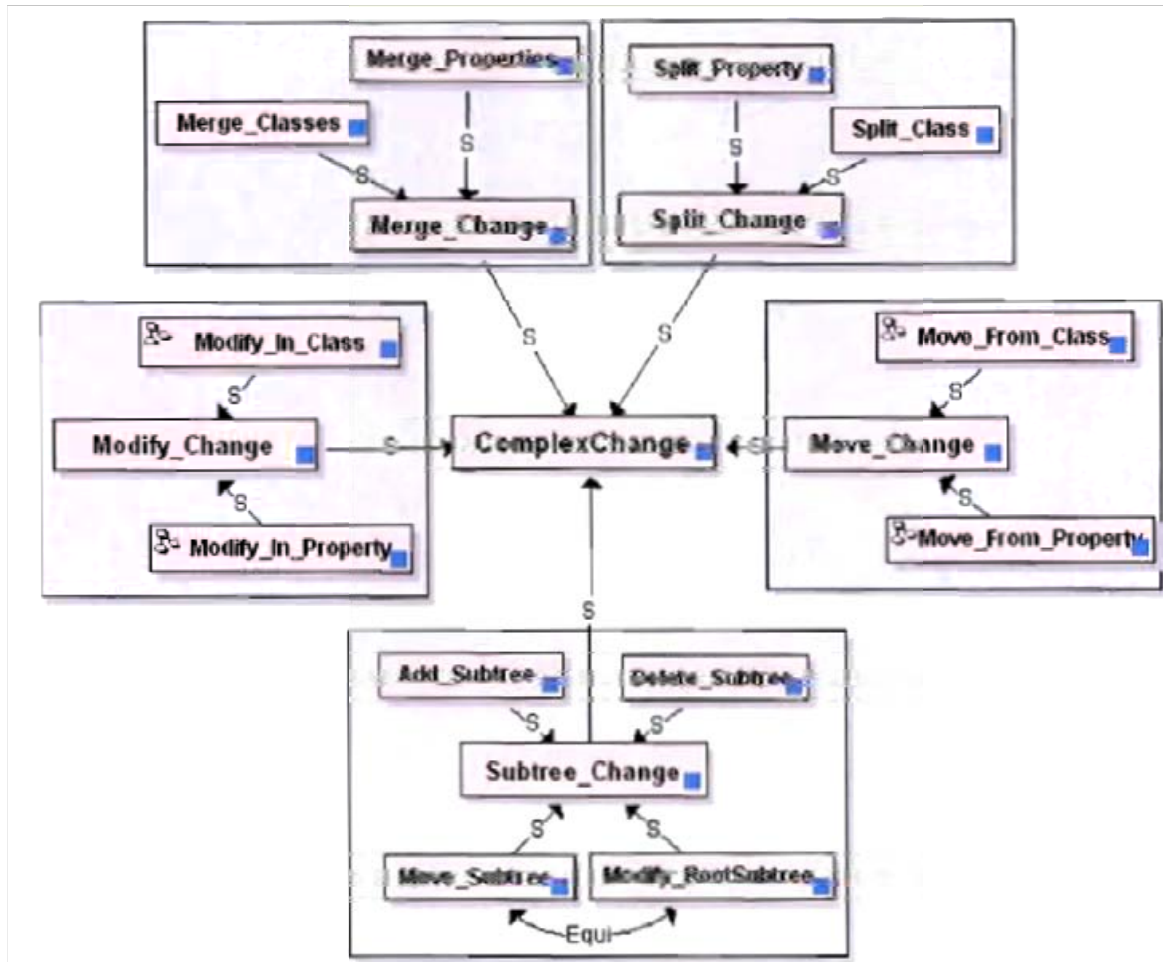 Merge_Properties
Split_Property
Merge_Classes
Split_Class
S
S
S
S
Merge_Change
Split_Change
S
S
Modify_In_Class
Move_From_Class
S
S
Modify_Change
S
ComplexChange
S
Move_Change
S
S
Modify_In_Property
Move_From_Property
S
Add_Subtree
Delete_Subtree
S
S
Subtree_Change
S
S
Move_Subtree
Modify_RootSubtree
Equi